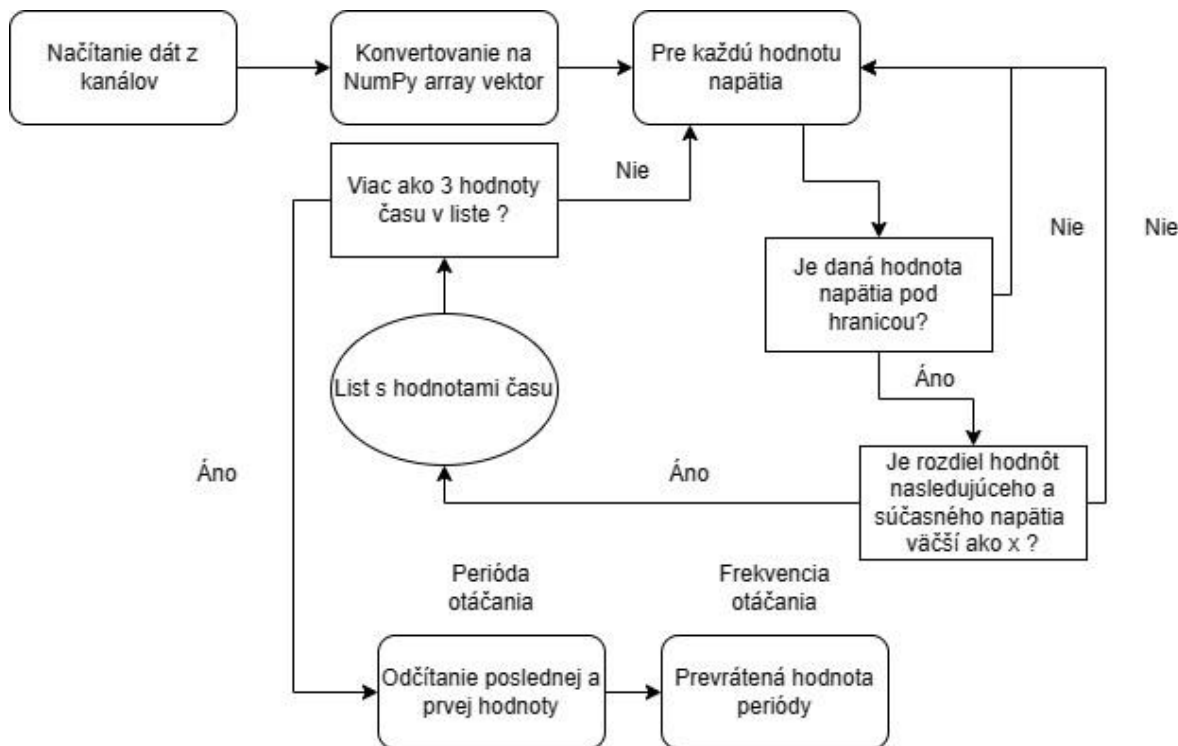 Načítanie dát z
kanálov
Konvertovanie na
NumPy array vektor
Pre každú hodnotu
napätia
Viac ako 3 hodnoty
času v liste ?
Nie
Je daná hodnota
napätia pod
hranicou?
Nie
Nie
Áno
List s hodnotami času
Je rozdiel hodnôt
nasledujúceho a
súčasného napätia
väčší ako x ?
Áno
Áno
Perióda
otáčania
Frekvencia
otáčania
Odčítanie poslednej a
prvej hodnoty
Prevrátená hodnota
periódy